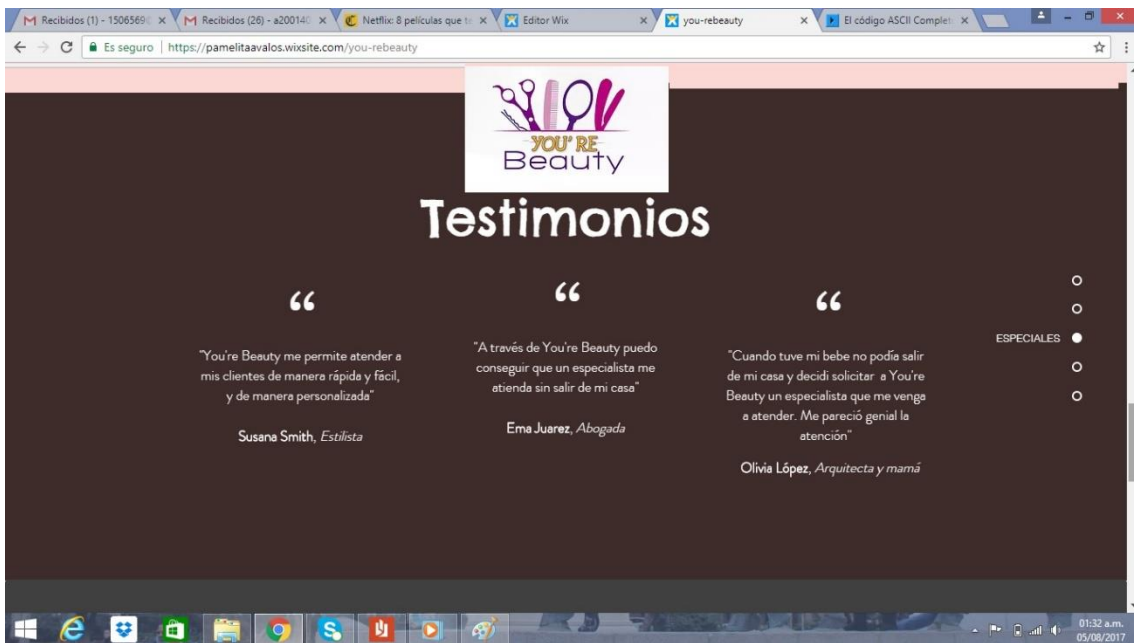 Recibidos (1) - 1506569
Recibidos (26) - a200140
Netflix: 8 películas que te
Editor Wix
you-rebeauty
El código ASCII Complet
Es seguro | https://pamelitaavalos.wixsite.com/you-rebeauty
YOU' RE
Beauty
Testimonios
“
"You're Beauty me permite atender a
mis clientes de manera rápida y fácil,
y de manera personalizada"
Susana Smith, Estilista
“
"A través de You're Beauty puedo
conseguir que un especialista me
atienda sin salir de mi casa"
Ema Juarez, Abogada
“
"Cuando tuve mi bebe no podía salir
de mi casa y decidi solicitar a You're
Beauty un especialista que me venga
a atender. Me pareció genial la
atención"
Olivia López, Arquitecta y mamá
ESPECIALES
01:32 a.m.
05/08/2017